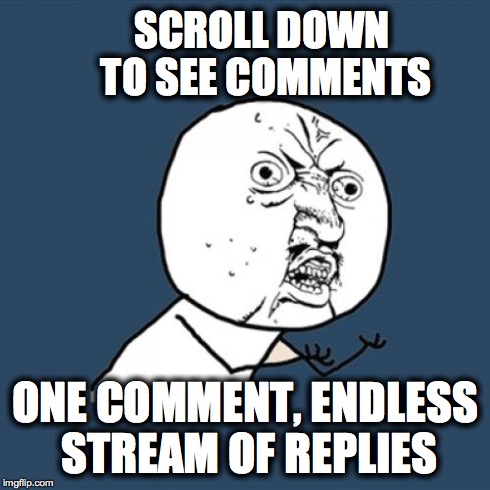 SCROLL DOWN
TO SEE COMMENTS
ONE COMMENT, ENDLESS
STREAM OF REPLIES
imgflip.com